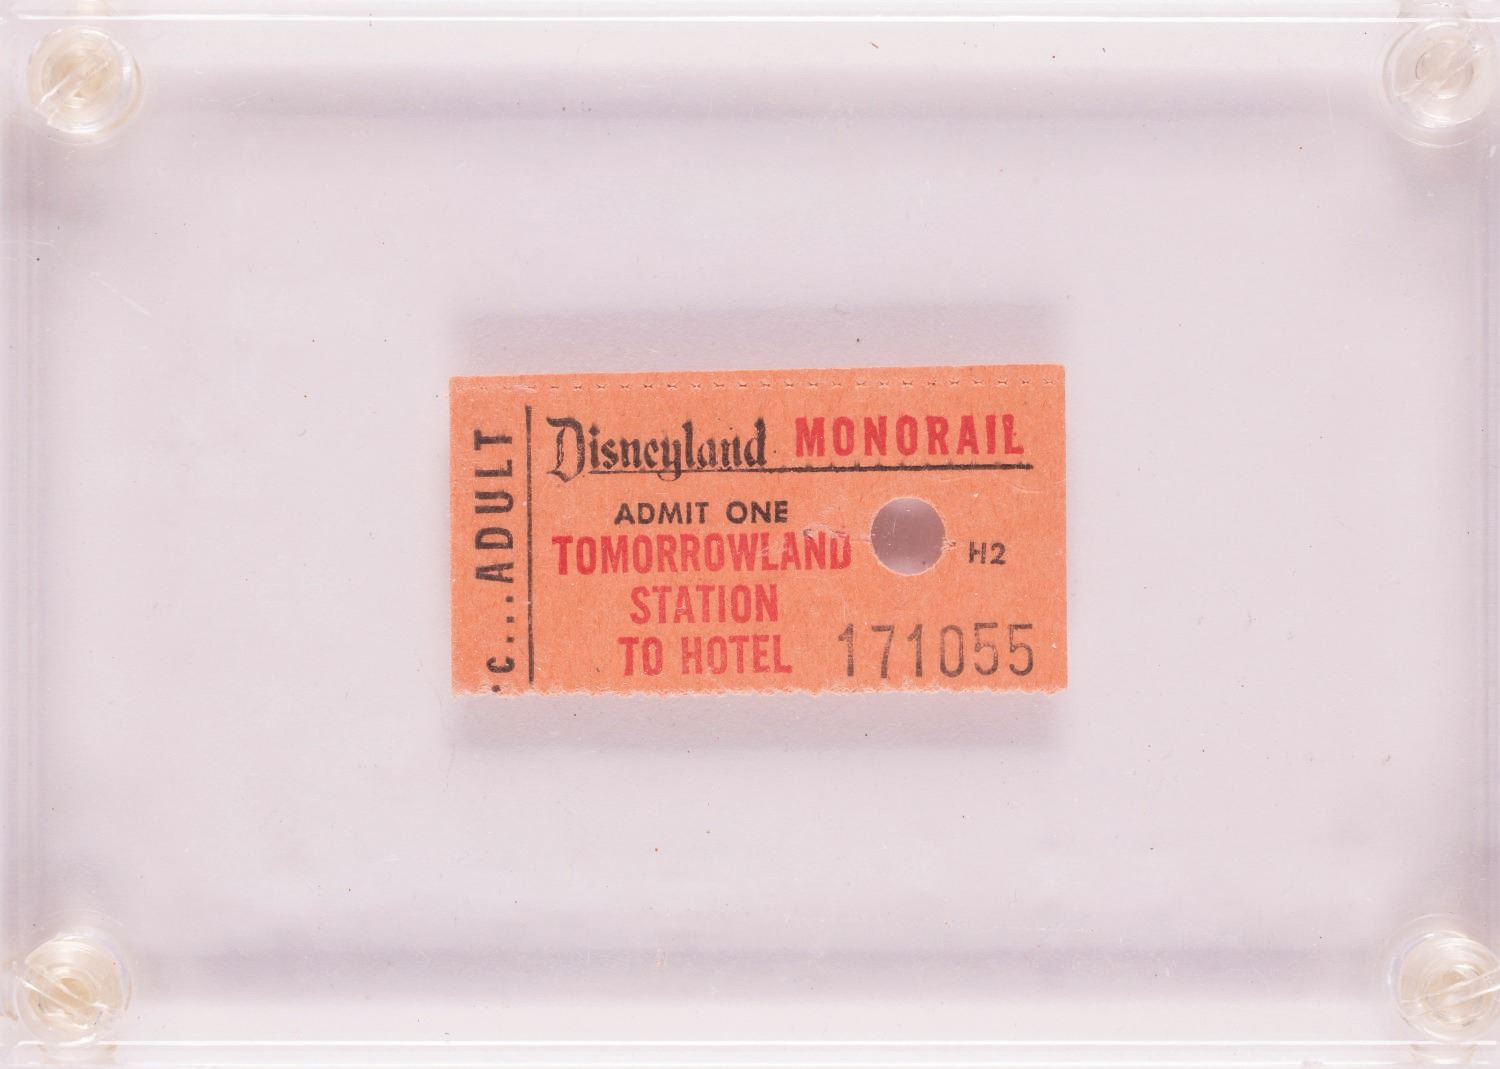 .C...ADULT
Disneyland MONORAIL
ADMIT ONE
TOMORROWLAND
H2
STATION
TO HOTEL
171055